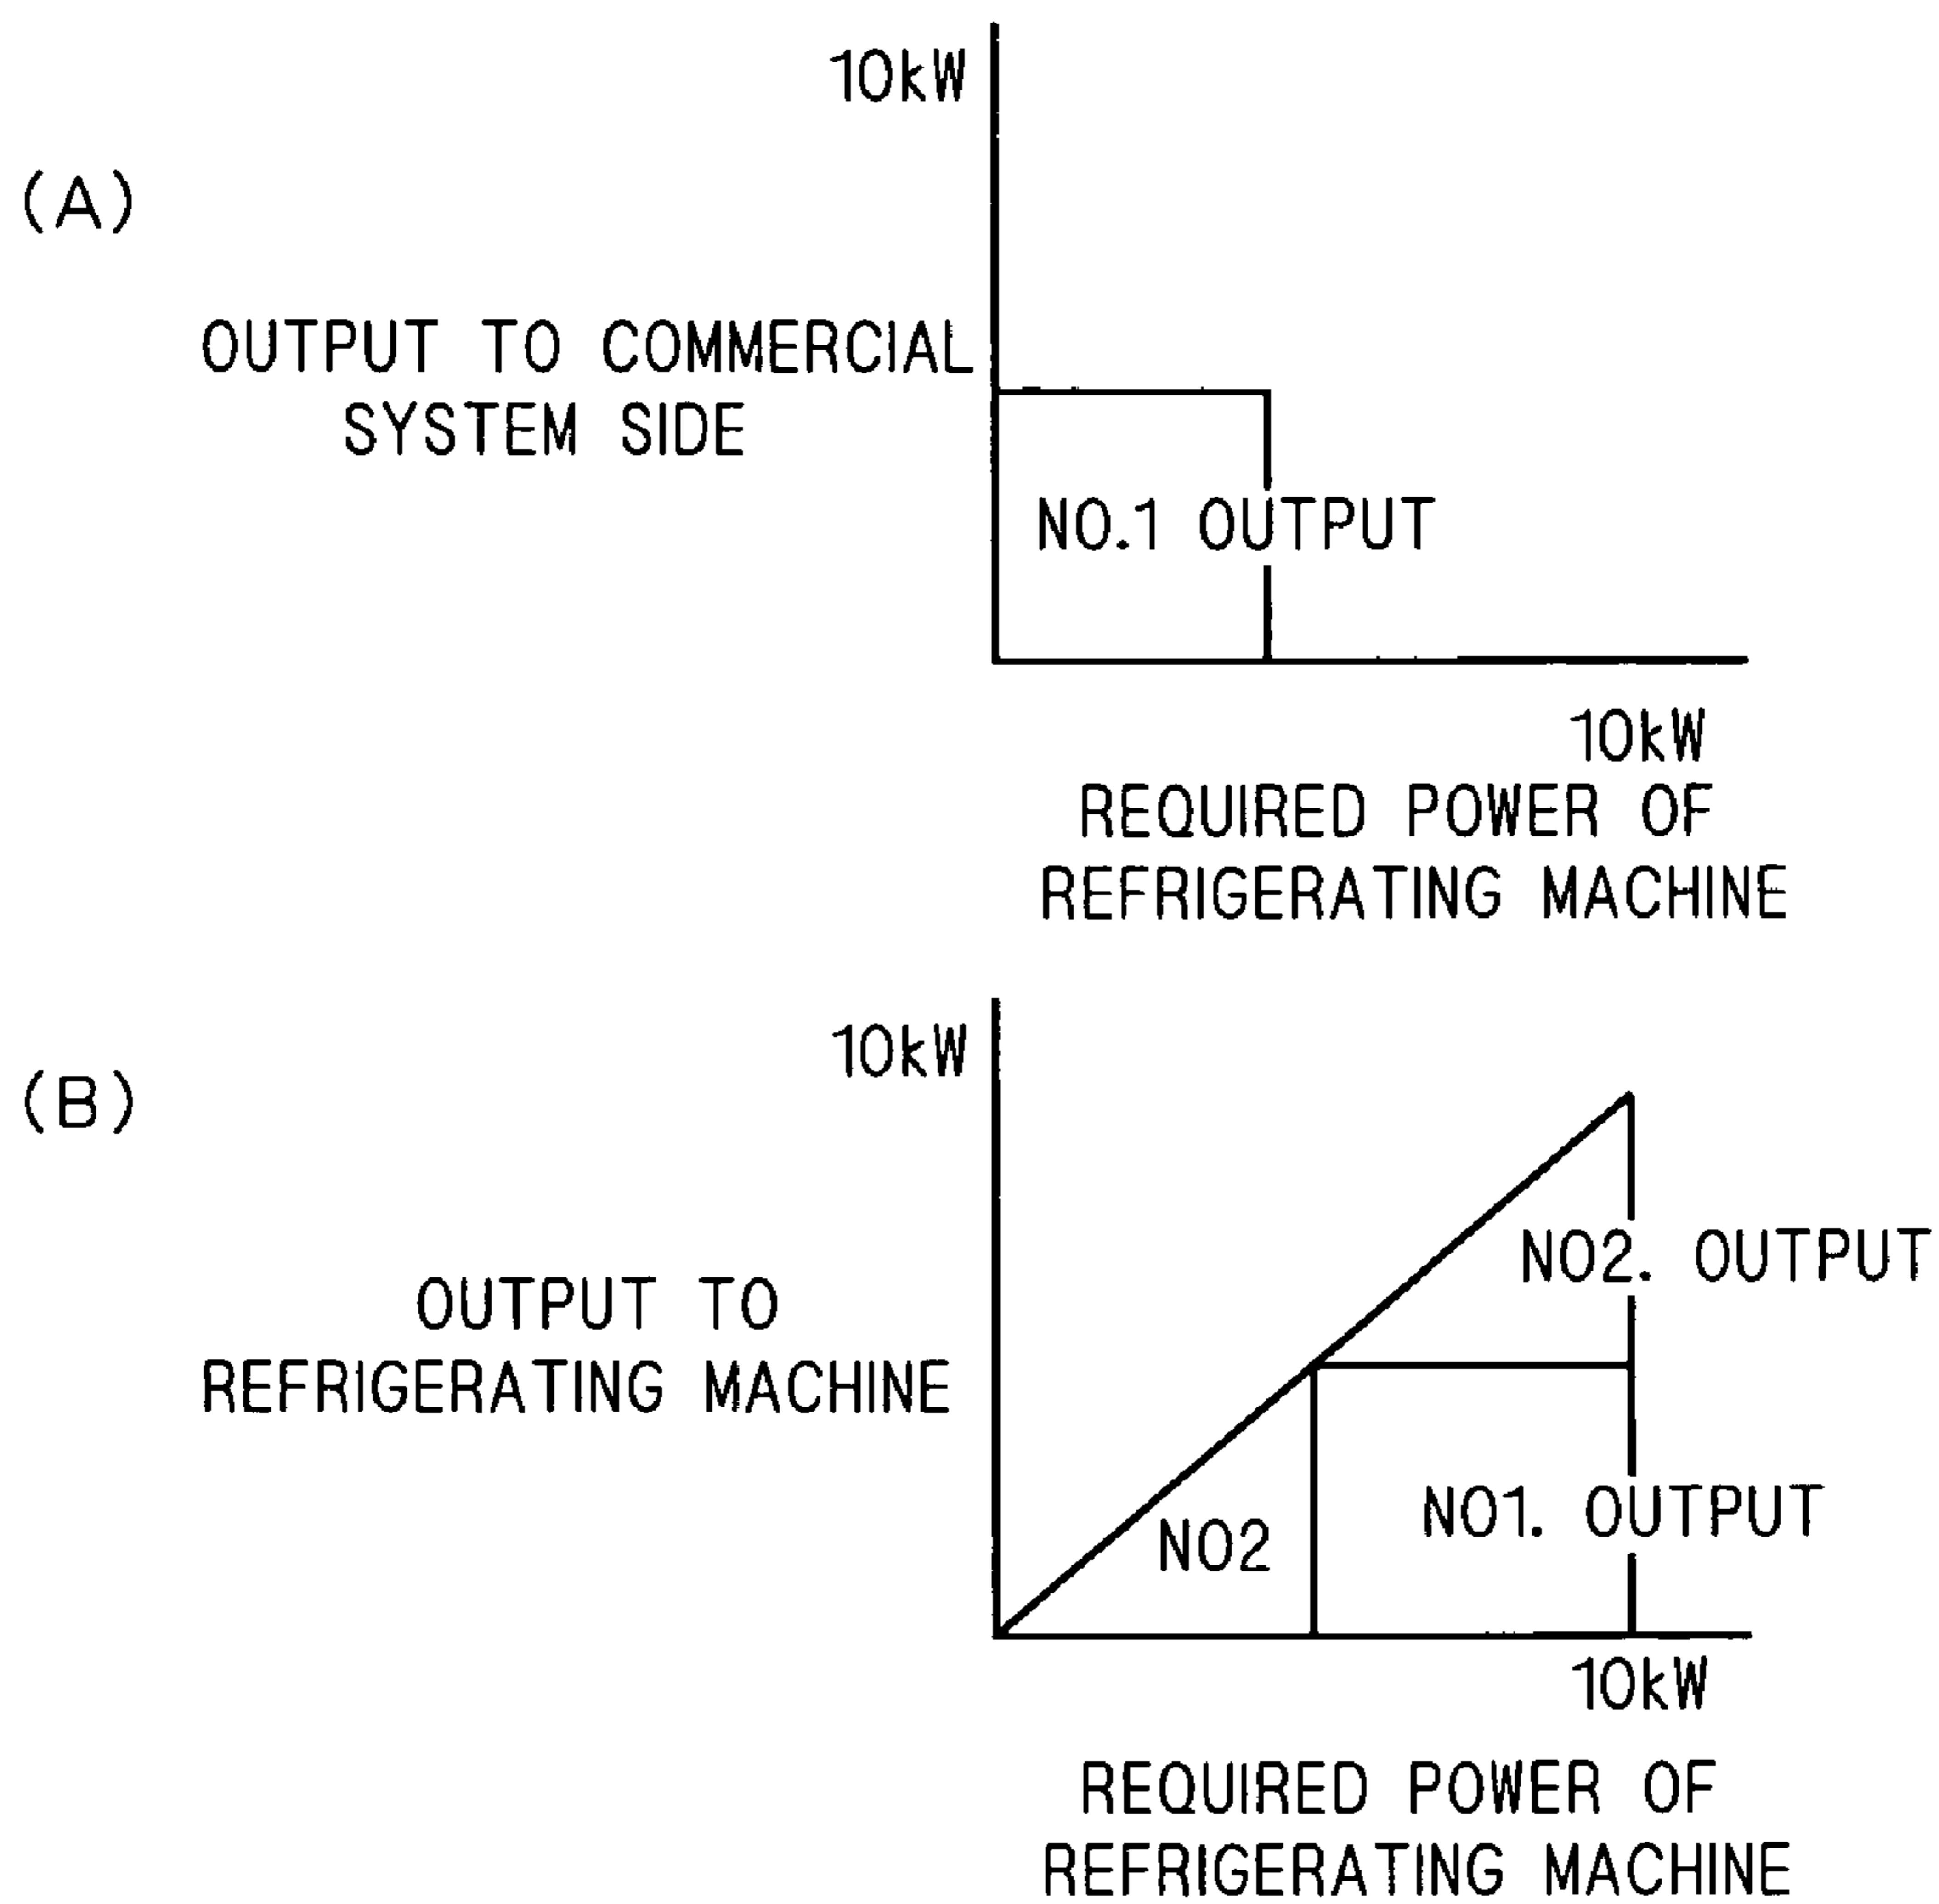 10kW
(A)
OUTPUT TO COMMERCIAL
SYSTEM SIDE
NO.1 OUTPUT
10kW
REQUIRED POWER OF
REFRIGERATING MACHINE
10kW
(B)
NO2. OUTPUT
OUTPUT TO
REFRIGERATING MACHINE
NO1. OUTPUT
NO2
10kW
REQUIRED POWER OF
REFRIGERATING MACHINE